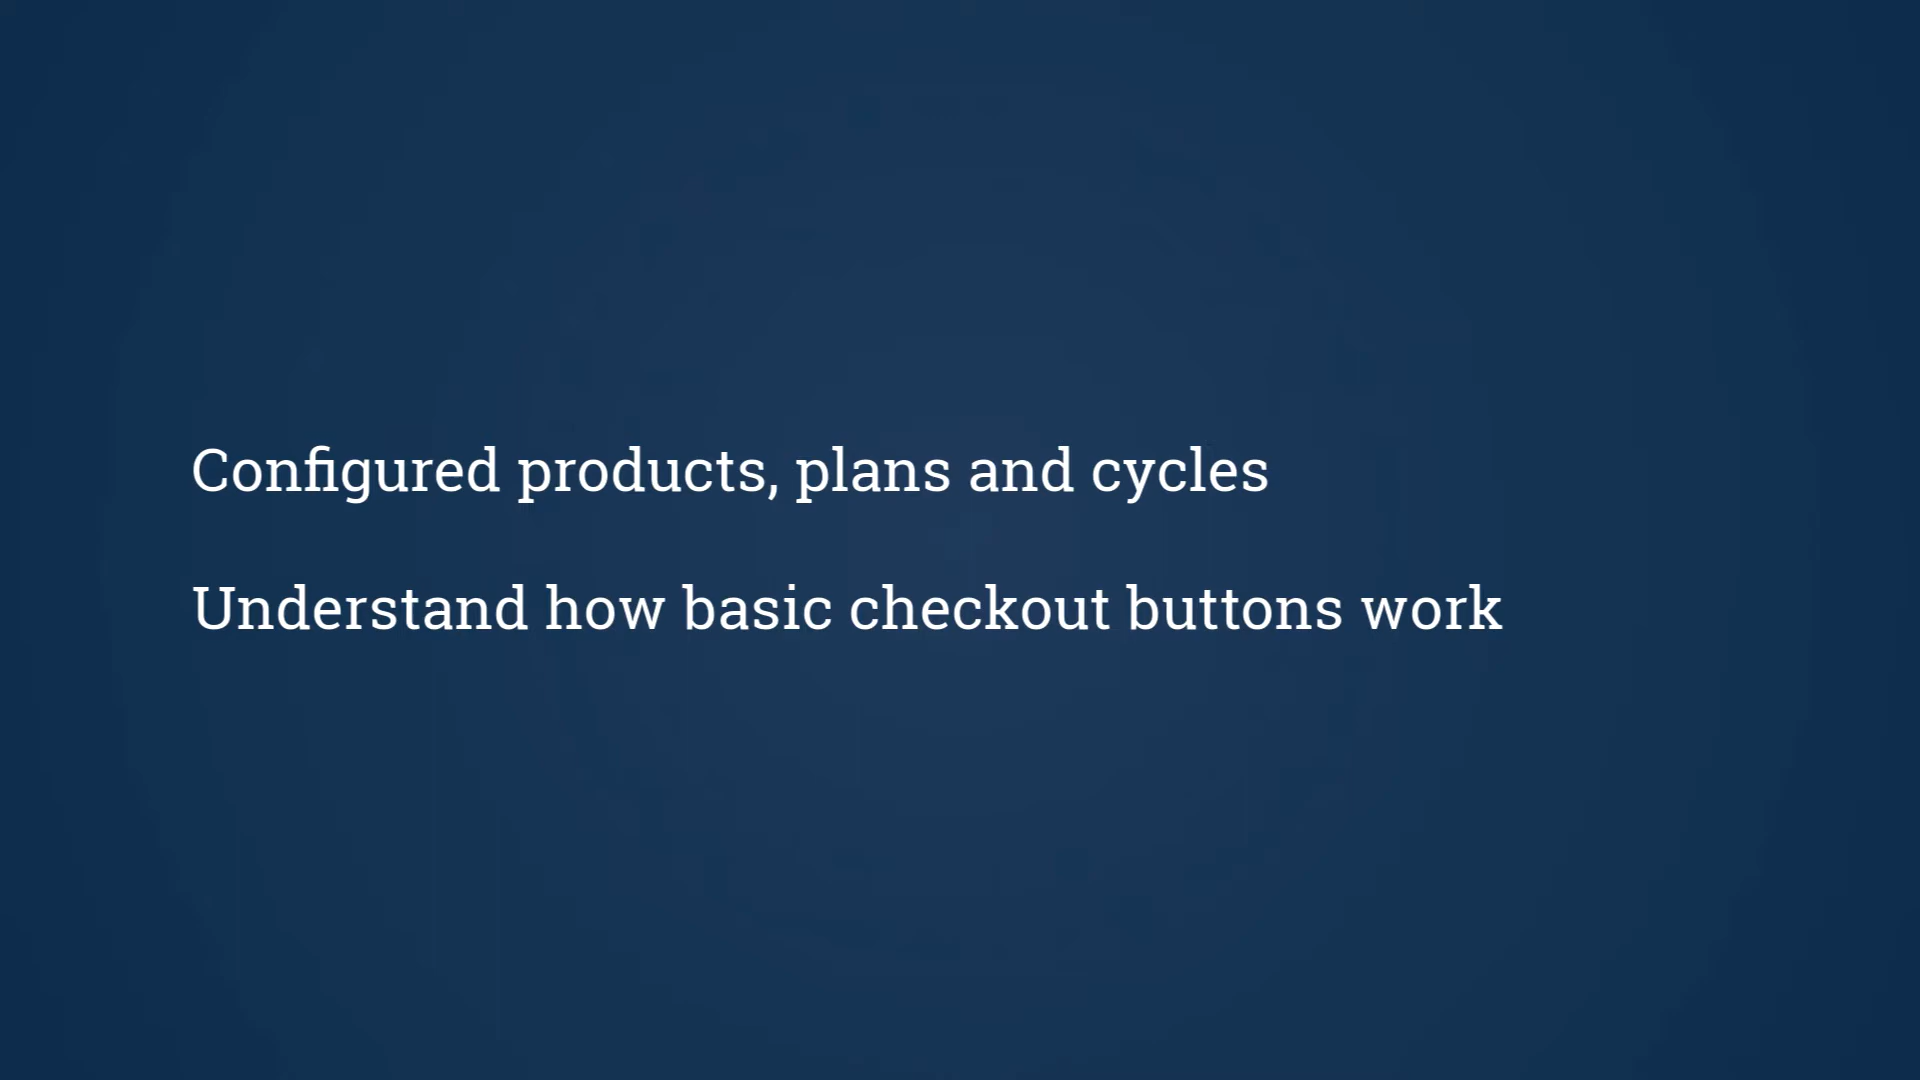 Configured products, plans and cycles
Understand how basic checkout buttons work